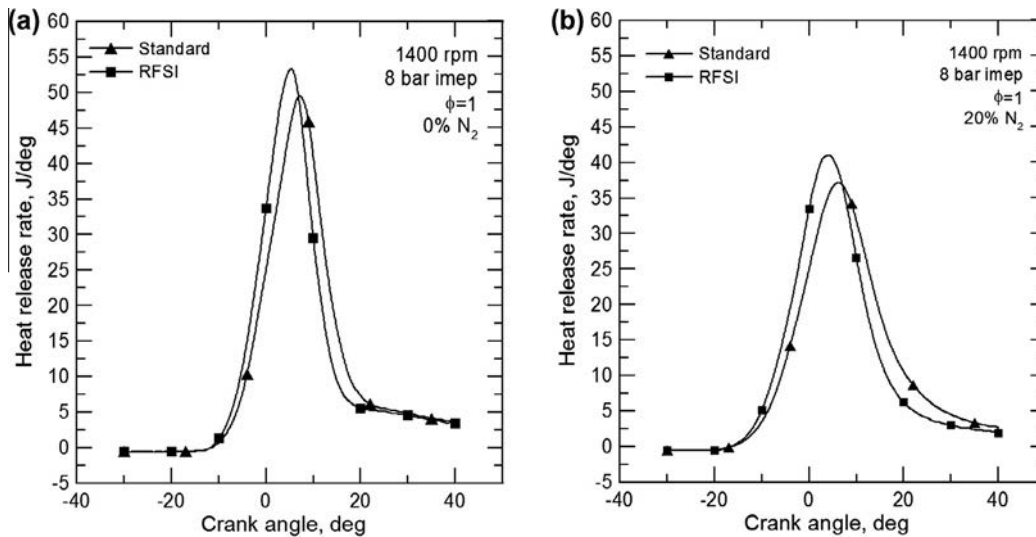 (a)
60
55
50
45
40
35
30
25
20
15
10
5
0
-5
Heat release rate, J/deg
Standard
RFSI
1400 rpm
8 bar imep
ϕ=1
0% N₂
-40 -20 0 20 40
Crank angle, deg
(b)
60
55
50
45
40
35
30
25
20
15
10
5
0
-5
Heat release rate, J/deg
Standard
RFSI
1400 rpm
8 bar imep
ϕ=1
20% N₂
-40 -20 0 20 40
Crank angle, deg